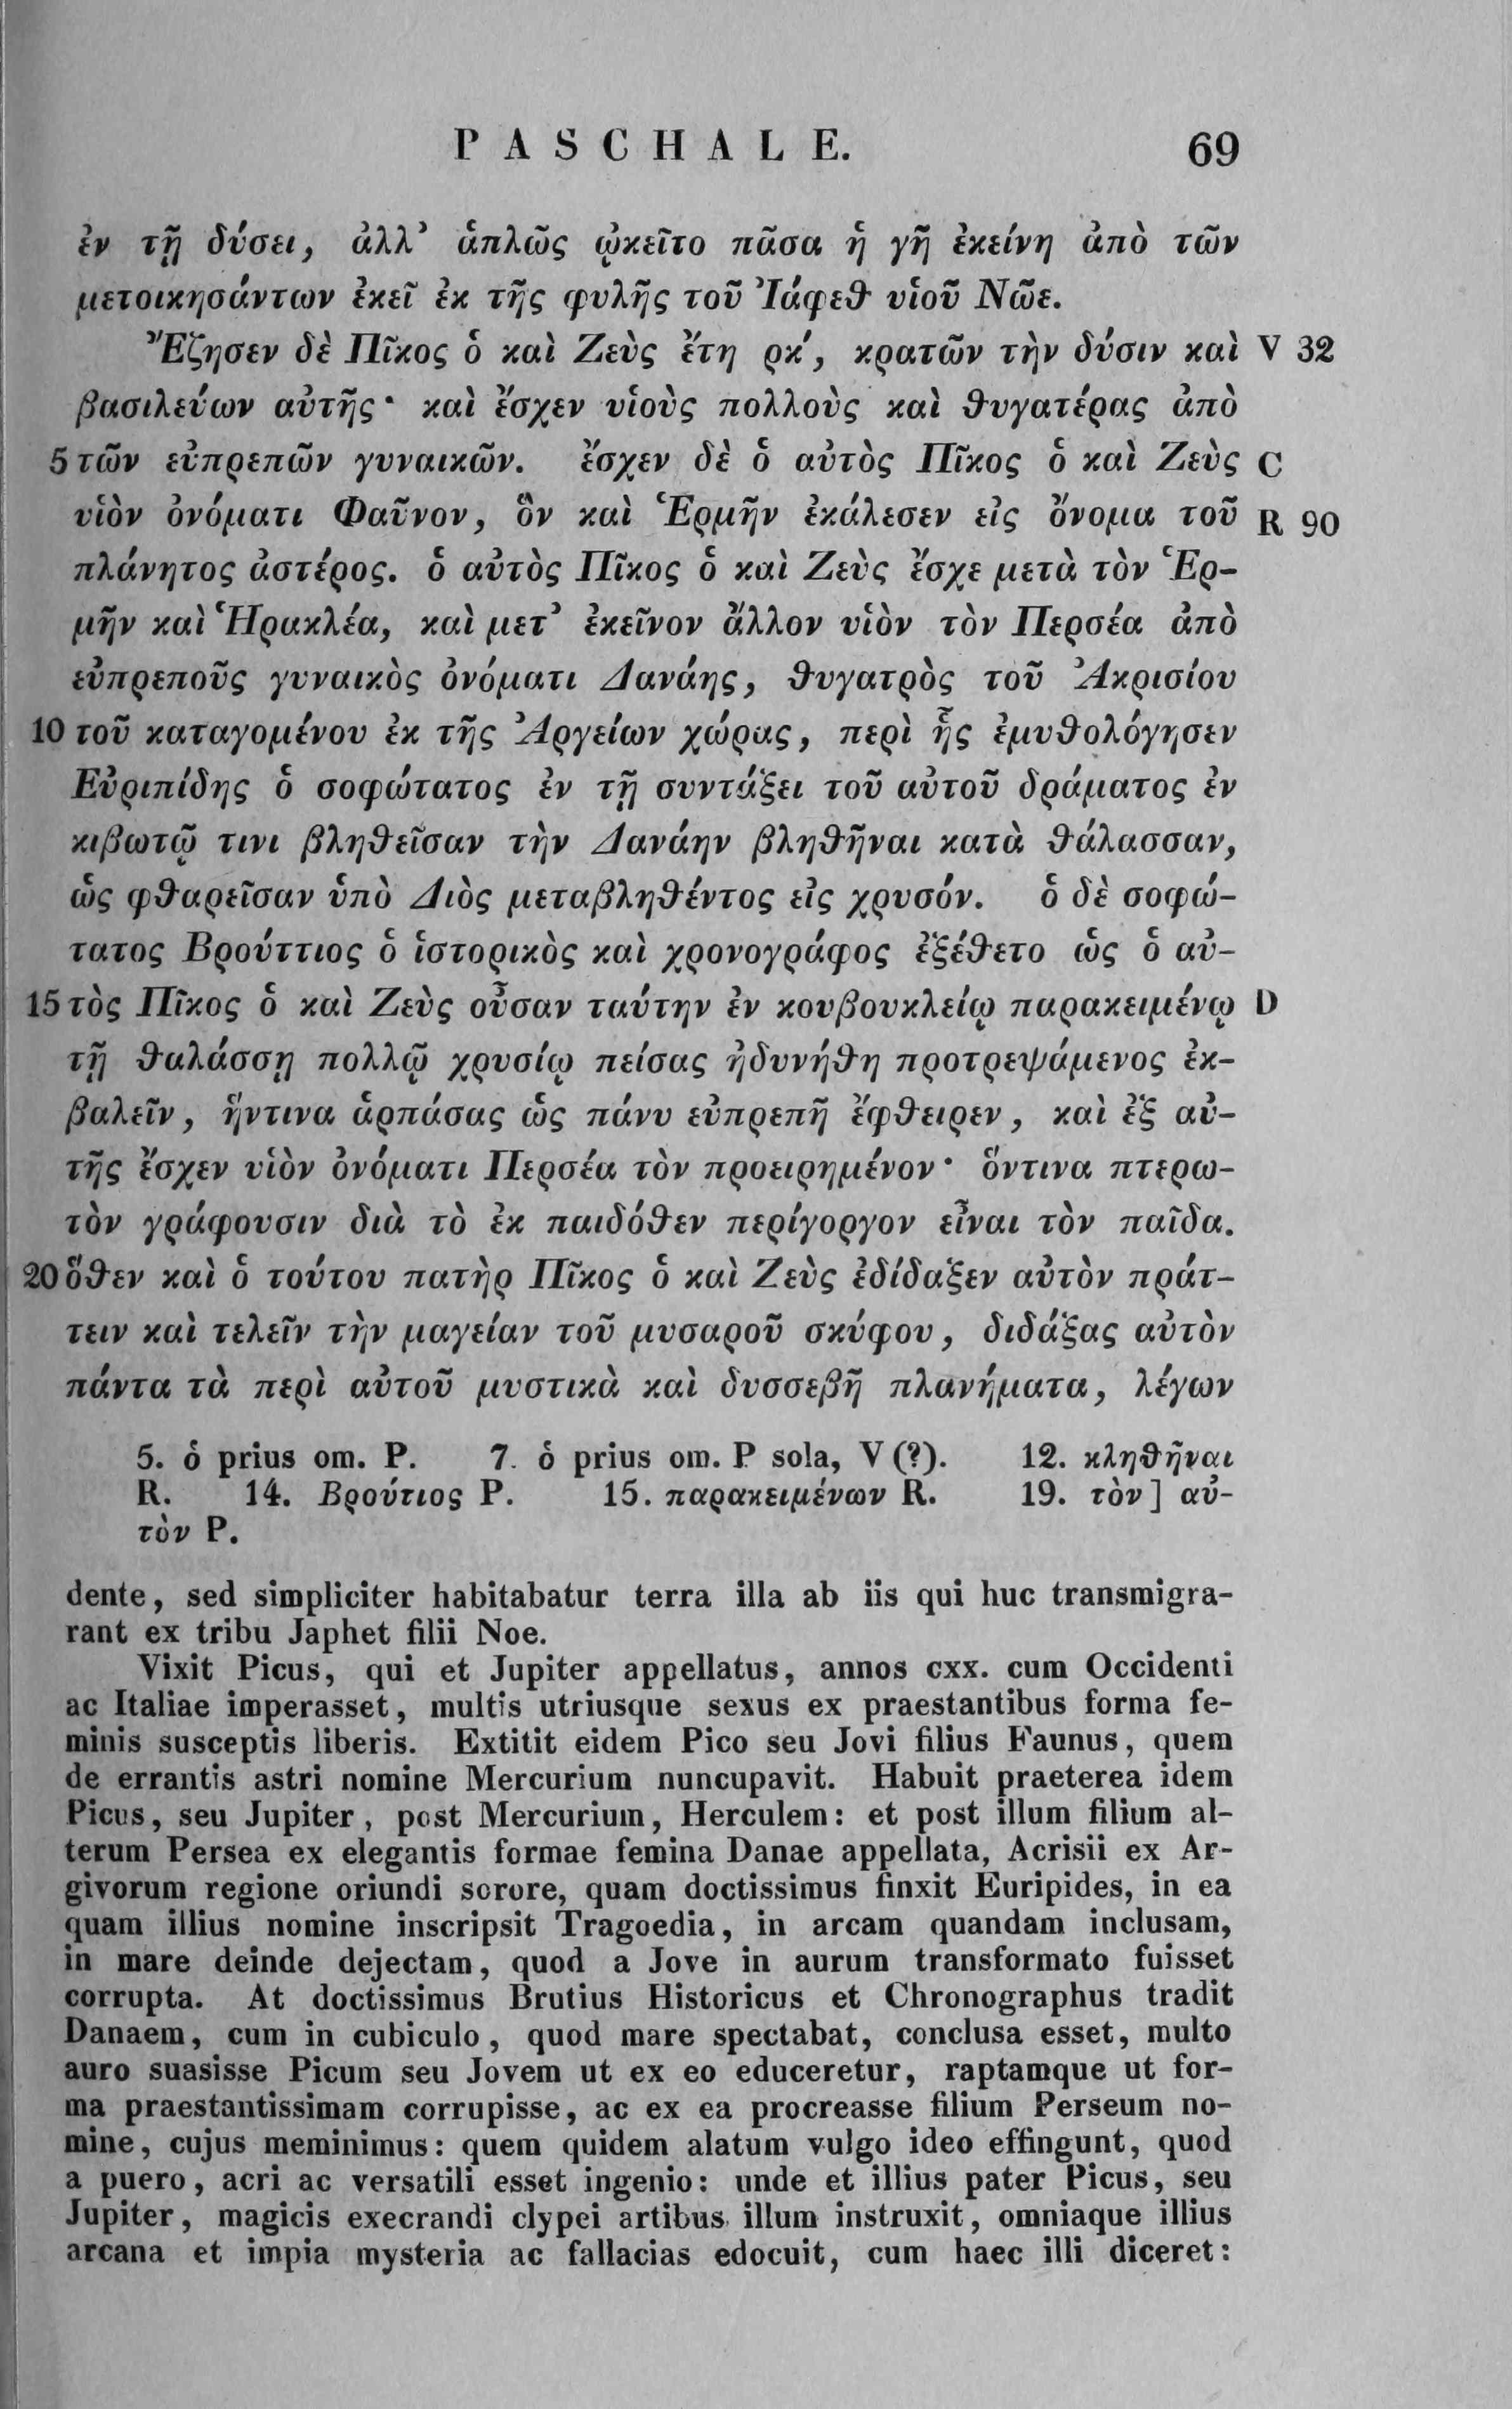 PASCHALE. 69
ἐν τῇ δύσει, ἀλλ᾽ ἁπλῶς ᾠκεῖτο πᾶσα ἡ γῆ ἐκείνη ἀπὸ τῶν
μετοικησάντων ἐκεῖ ἐκ τῆς φυλῆς τοῦ Ἰάφεθ υἱοῦ Νῶε.
Ἔζησεν δὲ Πῖκος ὁ καὶ Ζεὺς ἔτη ρκ΄, κρατῶν τὴν δύσιν καὶ V 32
βασιλεύων αὐτῆς· καὶ ἔσχεν υἱοὺς πολλοὺς καὶ θυγατέρας ἀπὸ
5 τῶν εὐπρεπῶν γυναικῶν. ἔσχεν δὲ ὁ αὐτὸς Πῖκος ὁ καὶ Ζεὺς C
υἱὸν ὀνόματι Φαῦνον, ὃν καὶ Ἑρμῆν ἐκάλεσεν εἰς ὄνομα τοῦ R 90
πλάνητος ἀστέρος. ὁ αὐτὸς Πῖκος ὁ καὶ Ζεὺς ἔσχε μετὰ τὸν Ἑρ-
μῆν καὶ Ἡρακλέα, καὶ μετ᾽ ἐκεῖνον ἄλλον υἱὸν τὸν Περσέα ἀπὸ
εὐπρεποῦς γυναικὸς ὀνόματι Δανάης, θυγατρὸς τοῦ Ἀκρισίου
10 τοῦ καταγομένου ἐκ τῆς Ἀργείων χώρας, περὶ ἧς ἐμυθολόγησεν
Εὐριπίδης ὁ σοφώτατος ἐν τῇ συντάξει τοῦ αὐτοῦ δράματος ἐν
κιβωτῷ τινι βληθεῖσαν τὴν Δανάην βληθῆναι κατὰ θάλασσαν,
ὡς φθαρεῖσαν ὑπὸ Διὸς μεταβληθέντος εἰς χρυσόν. ὁ δὲ σοφώ-
τατος Βρούττιος ὁ ἱστορικὸς καὶ χρονογράφος ἐξέθετο ὡς ὁ αὐ-
15 τὸς Πῖκος ὁ καὶ Ζεὺς οὖσαν ταύτην ἐν κουβουκλείῳ παρακειμένῳ D
τῇ θαλάσσῃ πολλῷ χρυσίῳ πείσας ἠδυνήθη προτρεψάμενος ἐκ-
βαλεῖν, ἥντινα ἁρπάσας ὡς πάνυ εὐπρεπῆ ἔφθειρεν, καὶ ἐξ αὐ-
τῆς ἔσχεν υἱὸν ὀνόματι Περσέα τὸν προειρημένον· ὅντινα πτερω-
τὸν γράφουσιν διὰ τὸ ἐκ παιδόθεν περίγοργον εἶναι τὸν παῖδα.
20 ὅθεν καὶ ὁ τούτου πατὴρ Πῖκος ὁ καὶ Ζεὺς ἐδίδαξεν αὐτὸν πράτ-
τειν καὶ τελεῖν τὴν μαγείαν τοῦ μυσαροῦ σκύφου, διδάξας αὐτὸν
πάντα τὰ περὶ αὐτοῦ μυστικὰ καὶ δυσσεβῆ πλανήματα, λέγων
5. ὁ prius om. P. 7. ὁ prius om. P sola, V (?). 12. κληθῆναι
R. 14. Βρούτιος P. 15. παρακειμένων R. 19. τὸν] αὐ-
τὸν P.
dente, sed simpliciter habitabatur terra illa ab iis qui huc transmigra-
rant ex tribu Japhet filii Noe.
Vixit Picus, qui et Jupiter appellatus, annos cxx. cum Occidenti
ac Italiae imperasset, multis utriusque sexus ex praestantibus forma fe-
minis susceptis liberis. Extitit eidem Pico seu Jovi filius Faunus, quem
de errantis astri nomine Mercurium nuncupavit. Habuit praeterea idem
Picus, seu Jupiter, post Mercurium, Herculem: et post illum filium al-
terum Persea ex elegantis formae femina Danae appellata, Acrisii ex Ar-
givorum regione oriundi sorore, quam doctissimus finxit Euripides, in ea
quam illius nomine inscripsit Tragoedia, in arcam quandam inclusam,
in mare deinde dejectam, quod a Jove in aurum transformato fuisset
corrupta. At doctissimus Brutius Historicus et Chronographus tradit
Danaem, cum in cubiculo, quod mare spectabat, conclusa esset, multo
auro suasisse Picum seu Jovem ut ex eo educeretur, raptamque ut for-
ma praestantissimam corrupisse, ac ex ea procreasse filium Perseum no-
mine, cujus meminimus: quem quidem alatum vulgo ideo effingunt, quod
a puero, acri ac versatili esset ingenio: unde et illius pater Picus, seu
Jupiter, magicis execrandi clypei artibus illum instruxit, omniaque illius
arcana et impia mysteria ac fallacias edocuit, cum haec illi diceret: